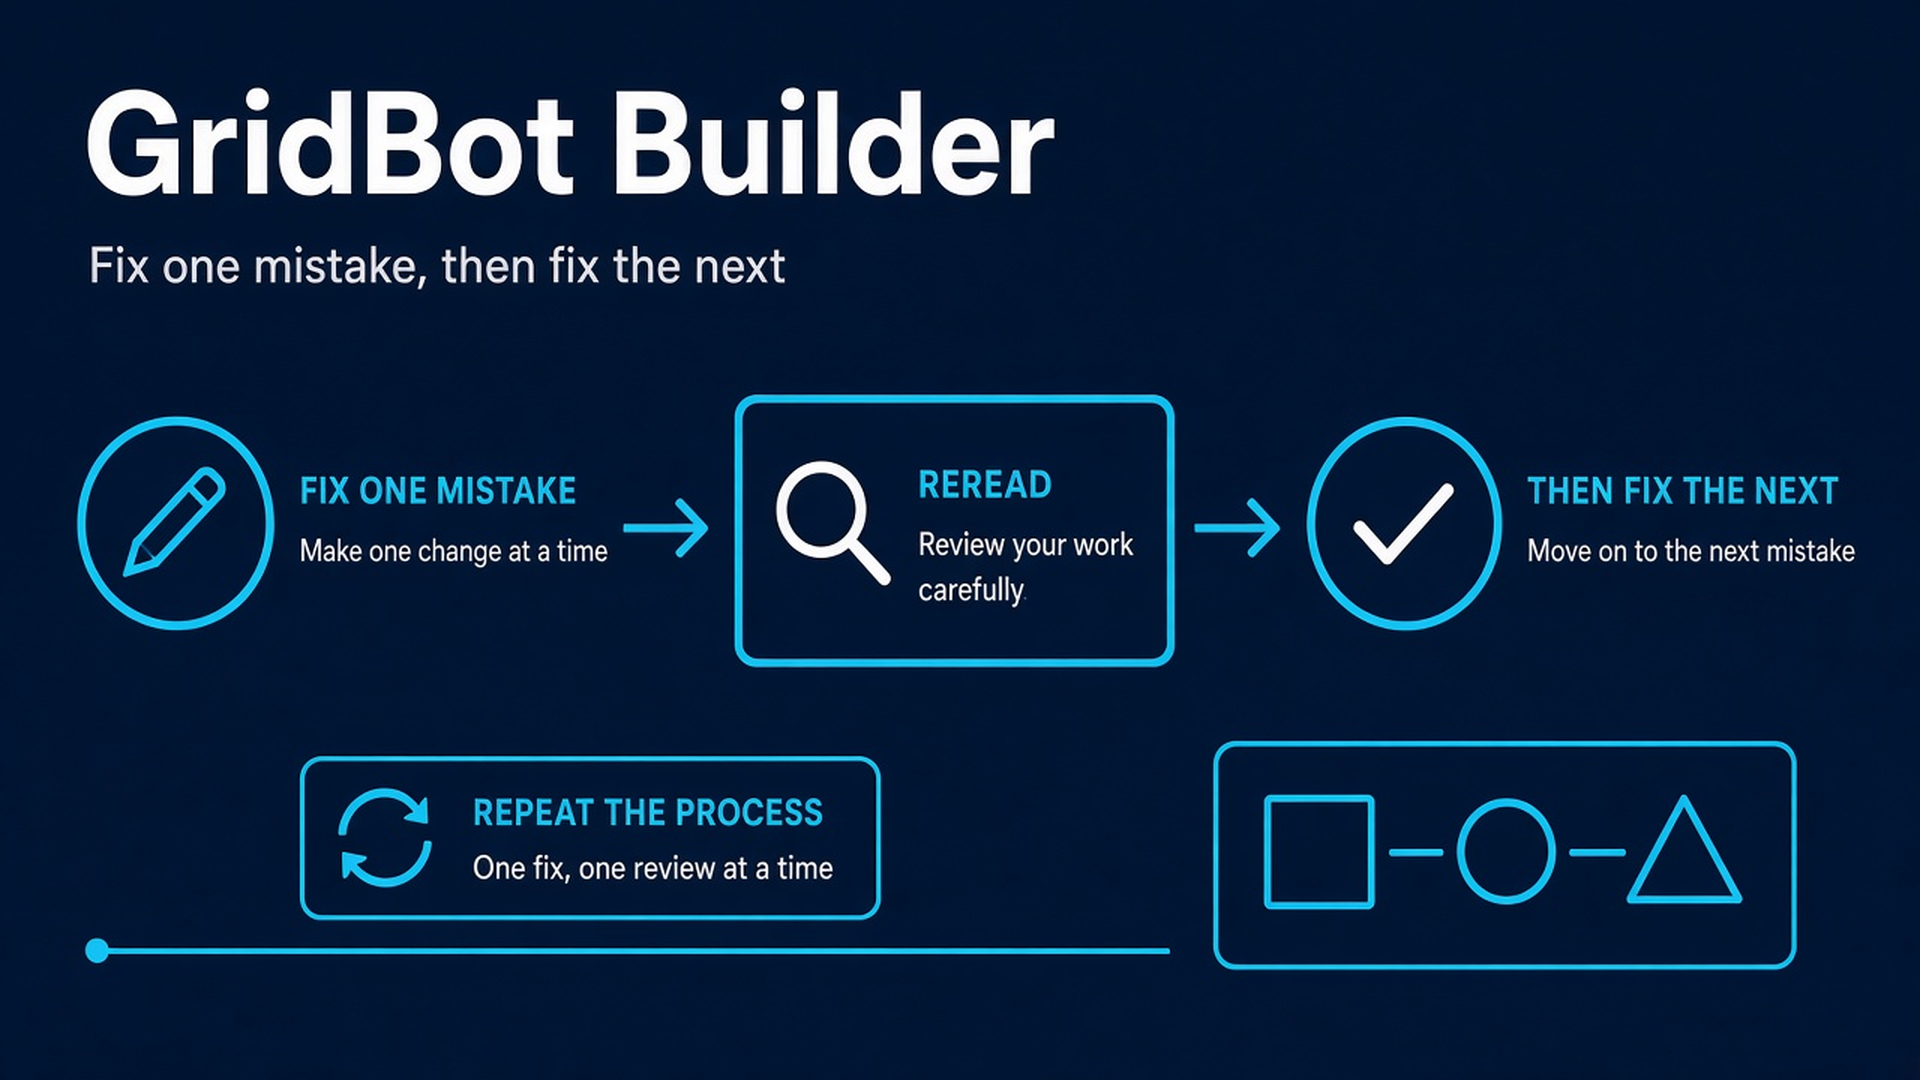 GridBot Builder
Fix one mistake, then fix the next
FIX ONE MISTAKE
Make one change at a time
REREAD
Review your work
carefully.
THEN FIX THE NEXT
Move on to the next mistake
REPEAT THE PROCESS
One fix, one review at a time